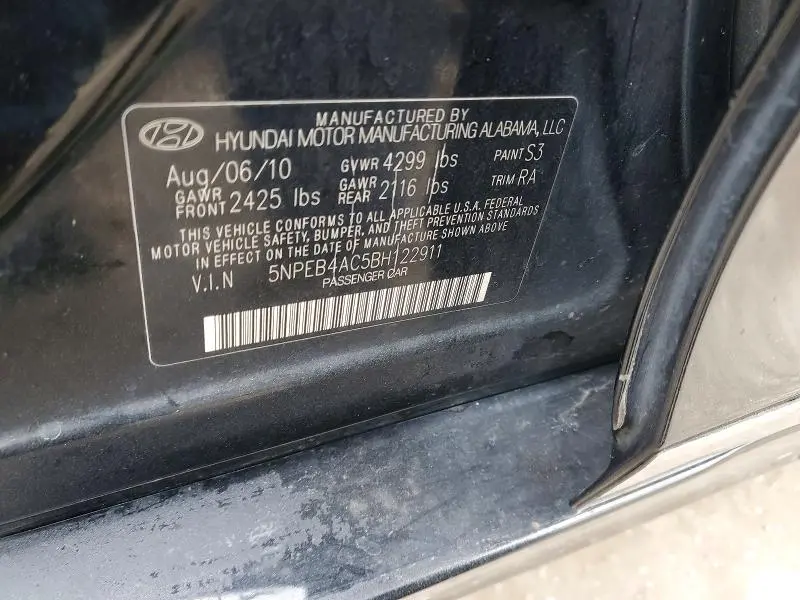 MANUFACTURED BY
HYUNDAI MOTOR MANUFACTURING ALABAMA, LLC
Aug/06/10 GVWR 4299 lbs PAINT S3
GAWR FRONT 2425 lbs GAWR REAR 2116 lbs TRIM RA
THIS VEHICLE CONFORMS TO ALL APPLICABLE U.S.A. FEDERAL
MOTOR VEHICLE SAFETY, BUMPER, AND THEFT PREVENTION STANDARDS
IN EFFECT ON THE DATE OF MANUFACTURE SHOWN ABOVE
V.I.N 5NPEB4AC5BH122911
PASSENGER CAR